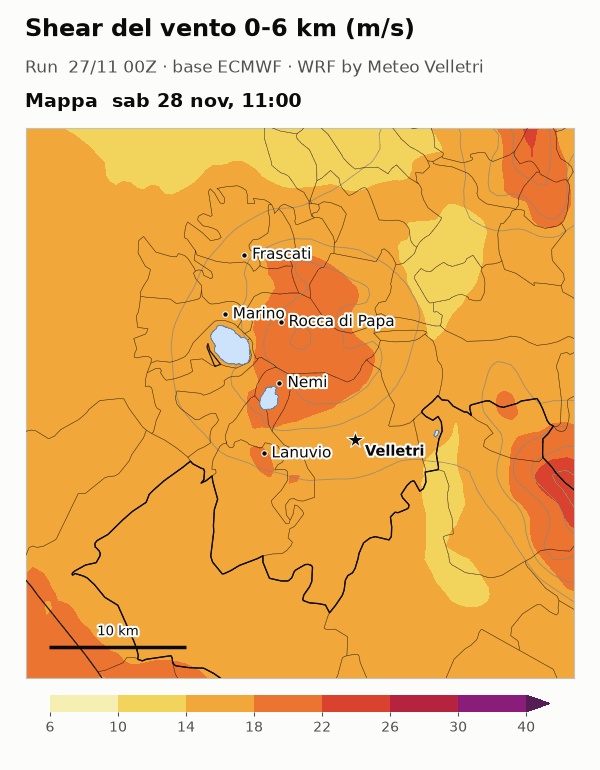 Shear del vento 0-6 km (m/s)
Run  27/11 00Z · base ECMWF · WRF by Meteo Velletri
Mappa  sab 28 nov, 11:00
Frascati
Marino
Rocca di Papa
Nemi
Velletri
Lanuvio
10 km
6 10 14 18 22 26 30 40